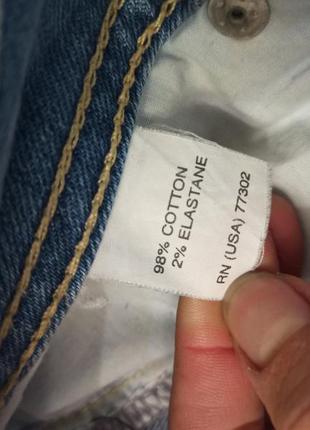 98% COTTON
2% ELASTANE
RN (USA) 77302